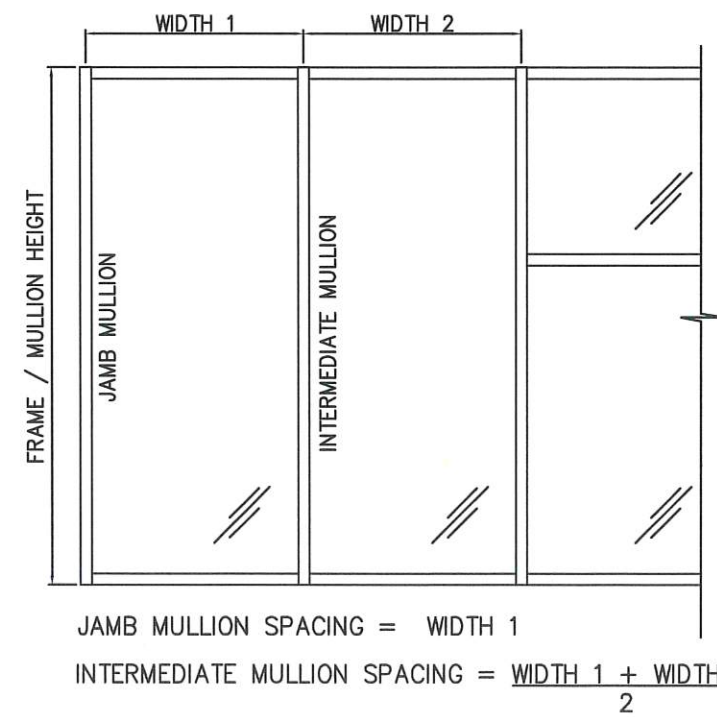 WIDTH 1
WIDTH 2
FRAME / MULLION HEIGHT
JAMB MULLION
INTERMEDIATE MULLION
JAMB MULLION SPACING = WIDTH 1
INTERMEDIATE MULLION SPACING = WIDTH 1 + WIDTH
2